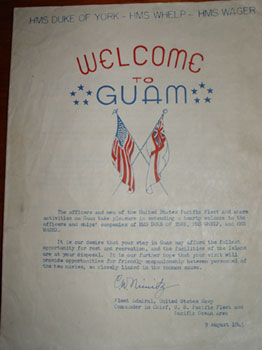 HMS DUKE OF YORK - HMS WHELP - HMS WAGER
WELCOME
TO
GUAM
The officers and men of the United States Pacific Fleet and shore
activities on Guam take pleasure in extending a hearty welcome to the
officers and ships' companies of HMS DUKE OF YORK, HMS WHELP, and HMS
WAGER.
It is our desire that your stay in Guam may afford the fullest
opportunity for rest and recreation, and the facilities of the Island
are at your disposal. It is our further hope that your visit will
provide opportunities for friendly companionship between personnel of
the two navies, so closely linked in the common cause.
CW Nimitz
Fleet Admiral, United States Navy
Commander in Chief, U. S. Pacific Fleet and
Pacific Ocean Area
9 August 1945